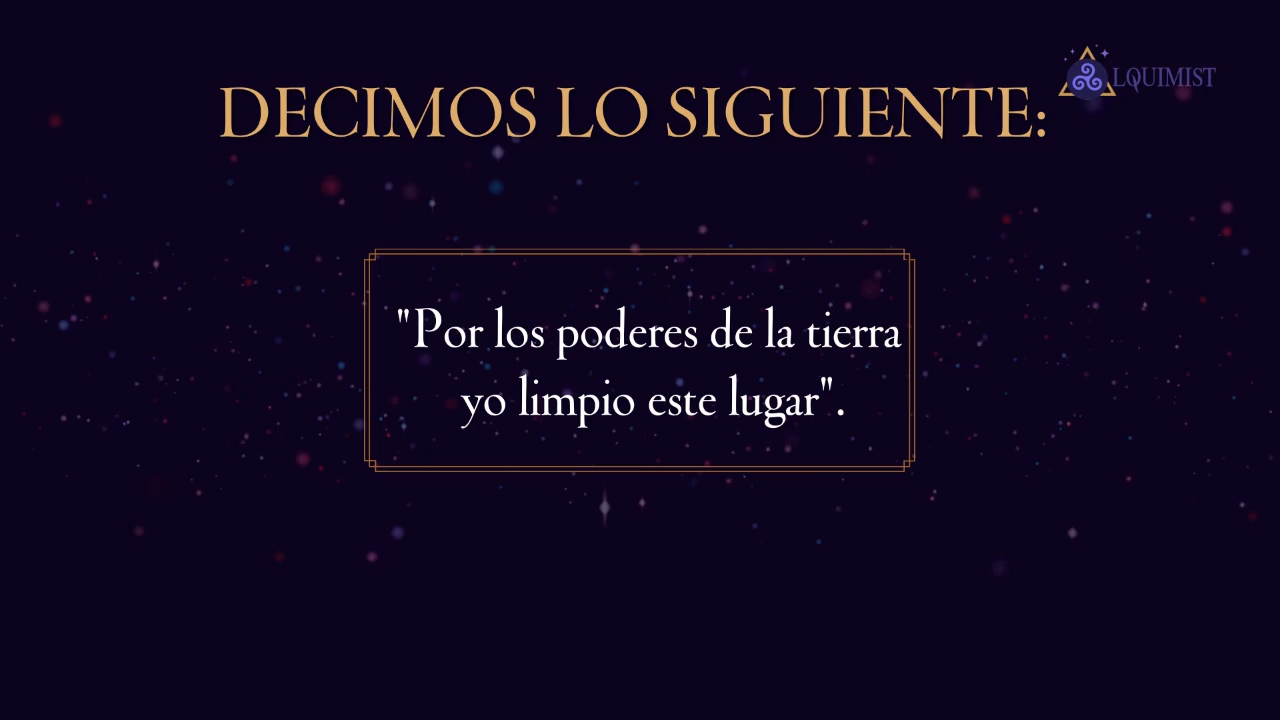 DECIMOS LO SIGUIENTE:
LQUIMIST
"Por los poderes de la tierra
yo limpio este lugar".